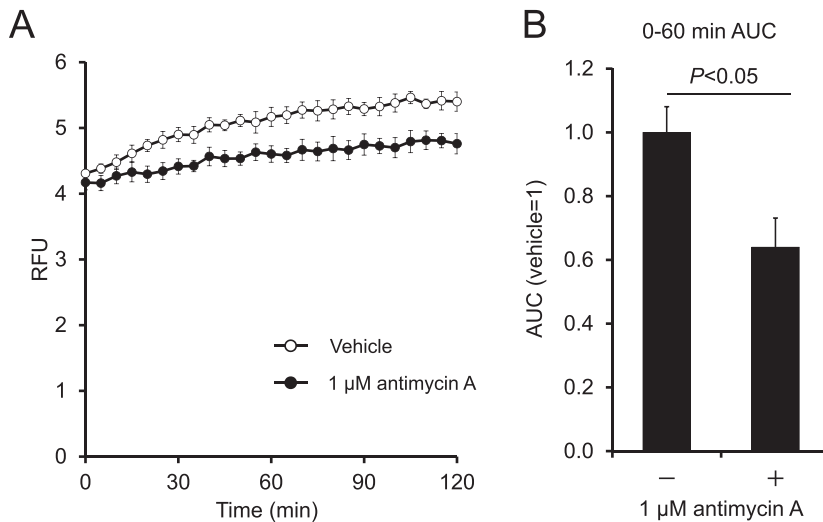 A
6
5
4
3
2
1
0
RFU
0 30 60 90 120
Time (min)
Vehicle
1 µM antimycin A
B
0-60 min AUC
P<0.05
1.2
1.0
0.8
0.6
0.4
0.2
0.0
AUC (vehicle=1)
− +
1 µM antimycin A